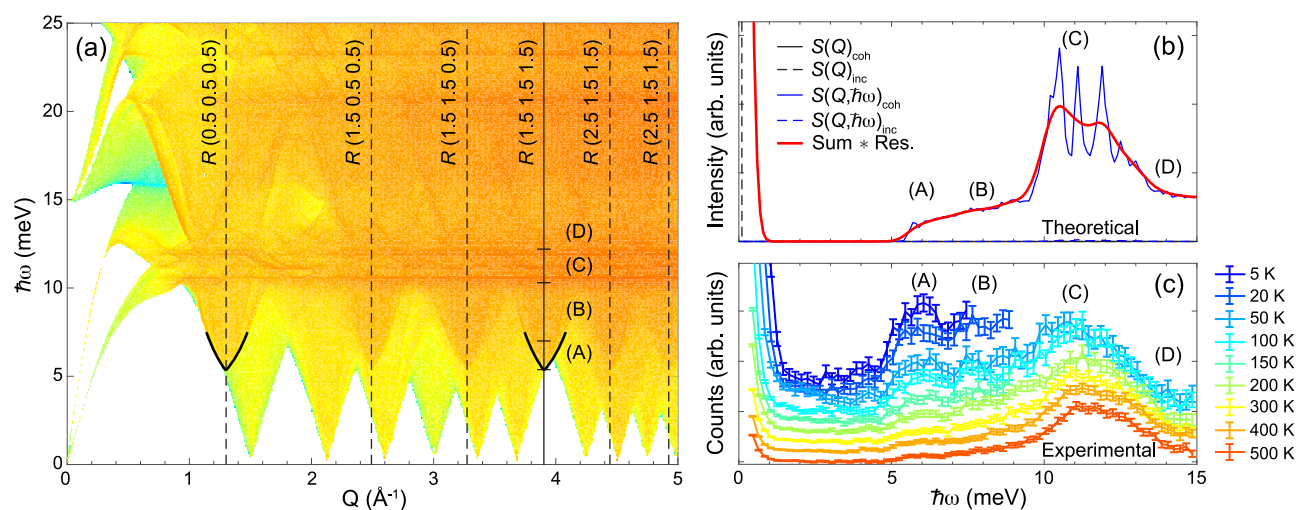 (a)
25
20
15
10
5
0
ℏω (meV)
R (0.5 0.5 0.5)
R (1.5 0.5 0.5)
R (1.5 1.5 0.5)
R (1.5 1.5 1.5)
R (2.5 1.5 1.5)
R (2.5 1.5 1.5)
(D)
(C)
(B)
(A)
0 1 2 3 4 5
Q (Å⁻¹)
(b)
Intensity (arb. units)
S(Q)coh
S(Q)inc
S(Q,ℏω)coh
S(Q,ℏω)inc
Sum ∗ Res.
(C)
(A)
(B)
(D)
Theoretical
(c)
Counts (arb. units)
(A)
(B)
(C)
(D)
Experimental
0 5 10 15
ℏω (meV)
5 K
20 K
50 K
100 K
150 K
200 K
300 K
400 K
500 K